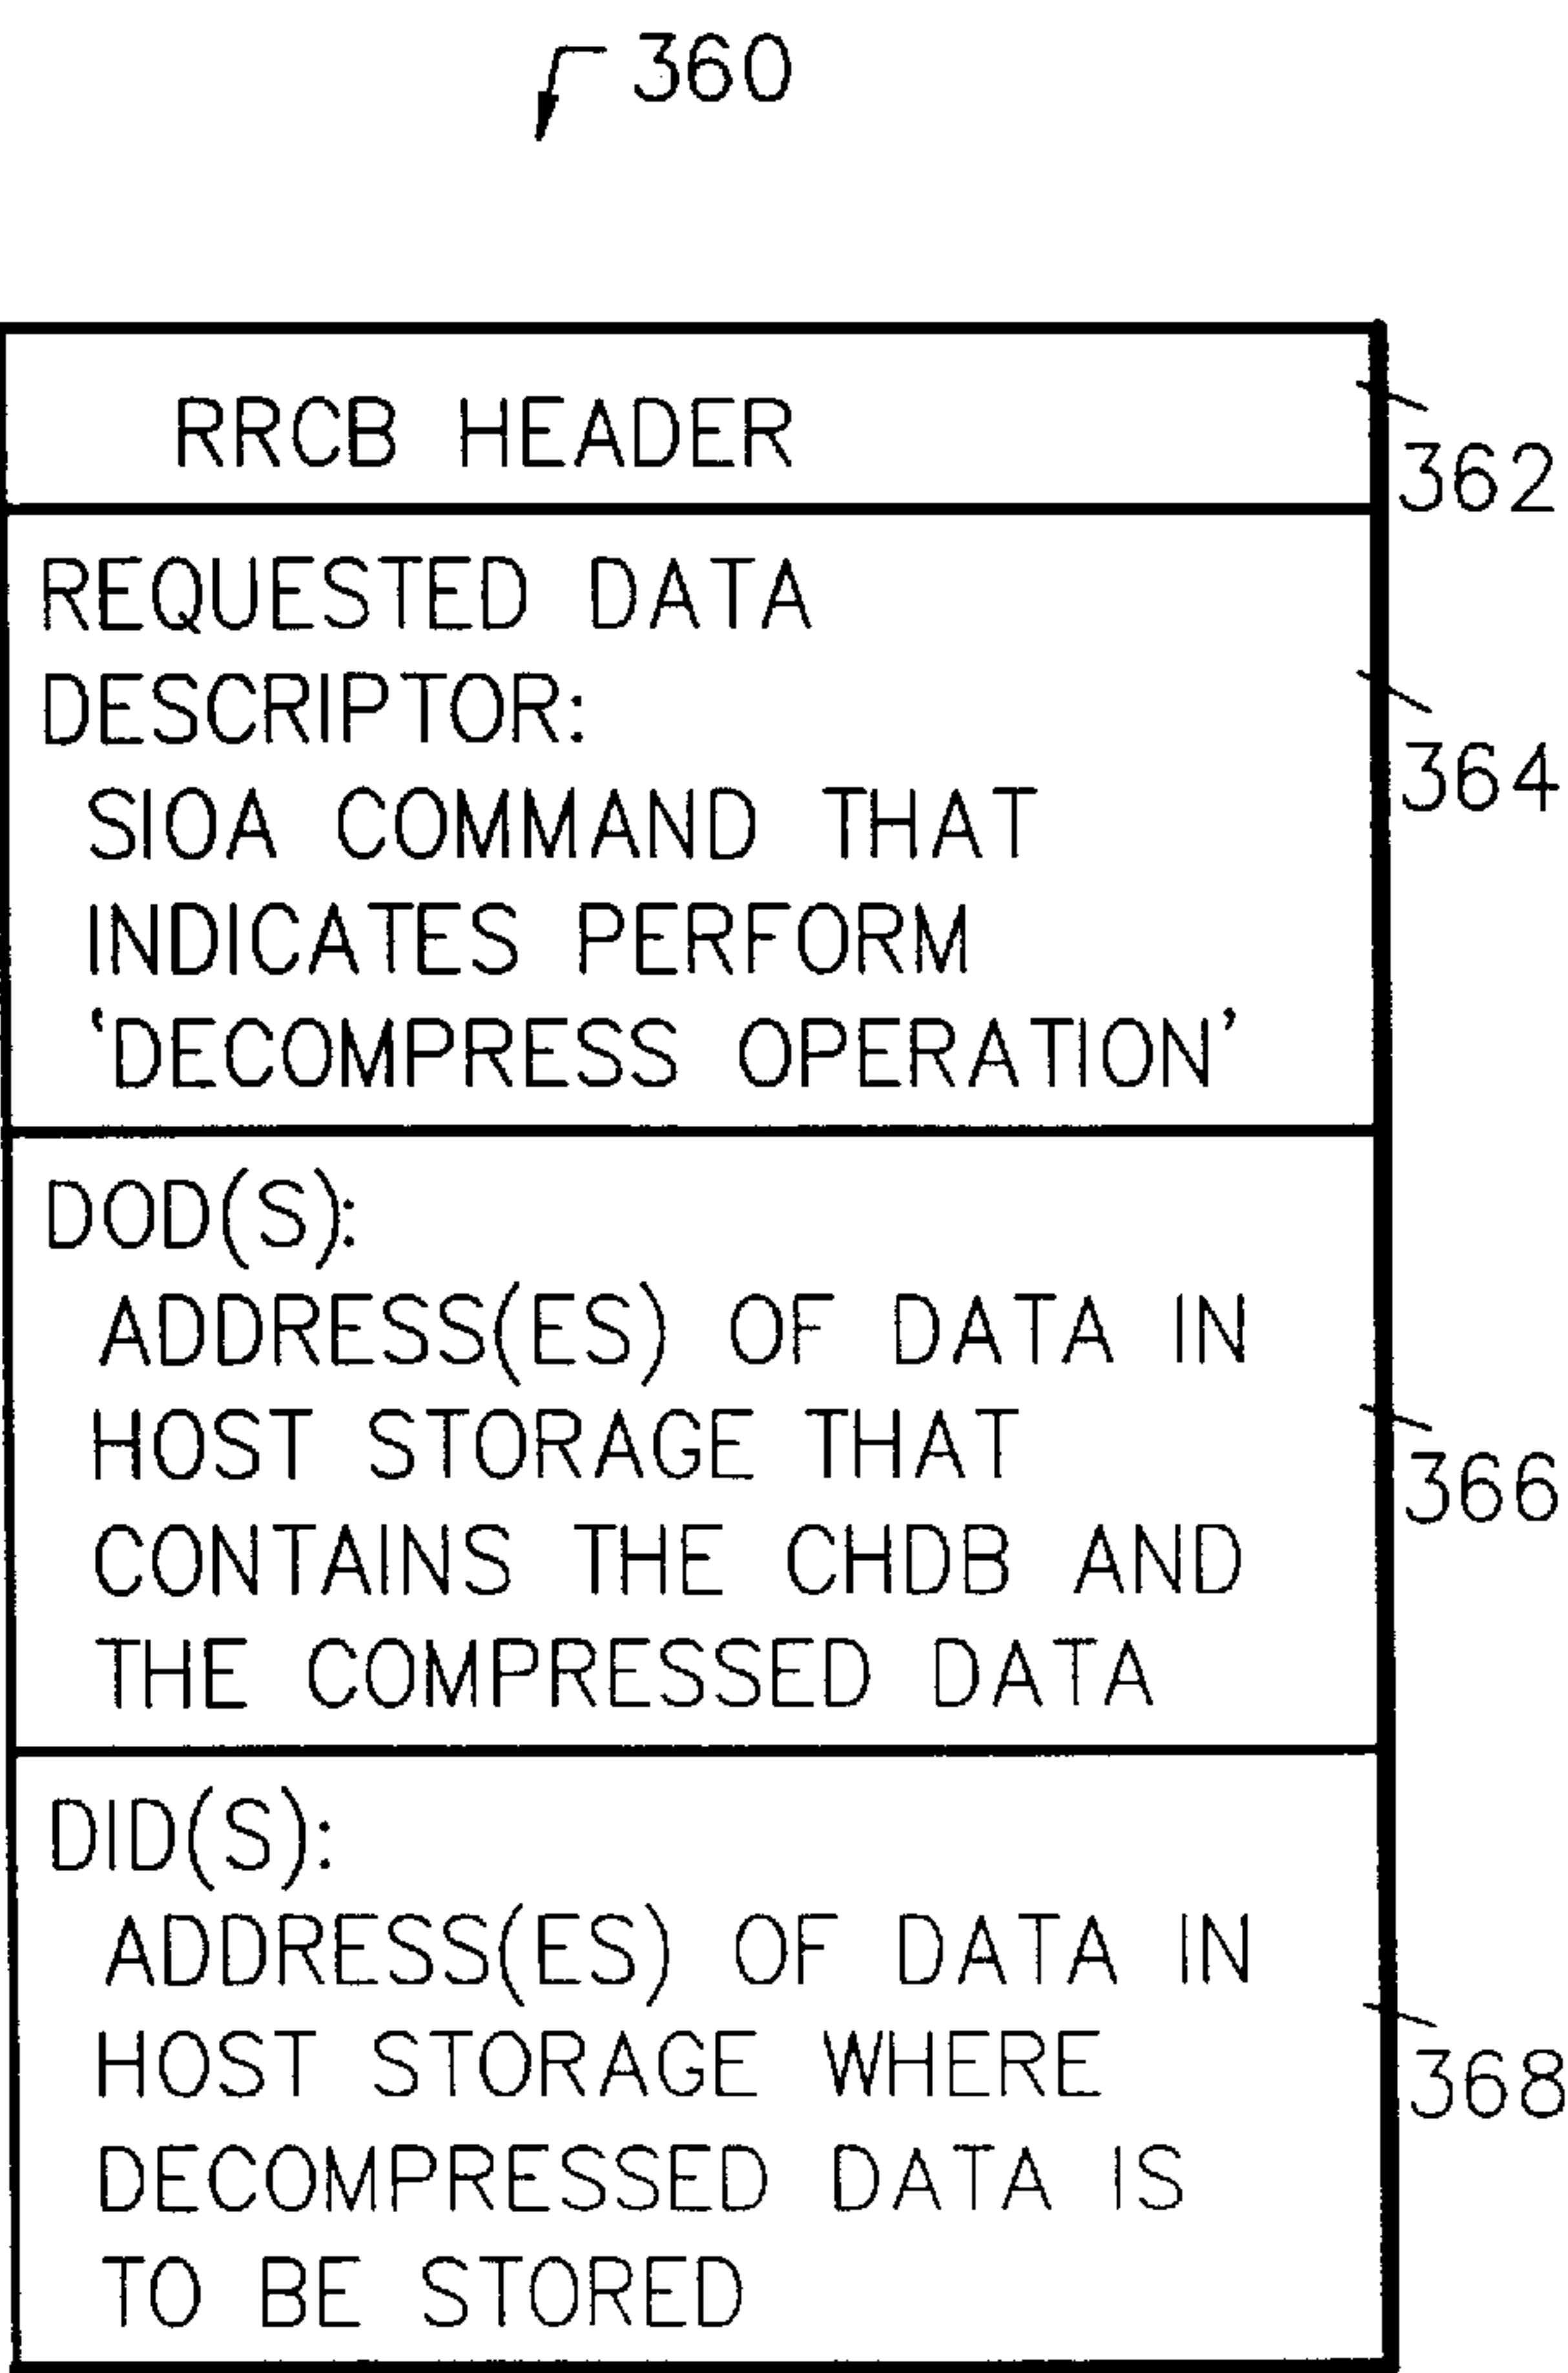 360
RRCB HEADER
362
REQUESTED DATA
DESCRIPTOR:
SIOA COMMAND THAT
INDICATES PERFORM
'DECOMPRESS OPERATION'
364
DOD(S):
ADDRESS(ES) OF DATA IN
HOST STORAGE THAT
CONTAINS THE CHDB AND
THE COMPRESSED DATA
366
DID(S):
ADDRESS(ES) OF DATA IN
HOST STORAGE WHERE
DECOMPRESSED DATA IS
TO BE STORED
368